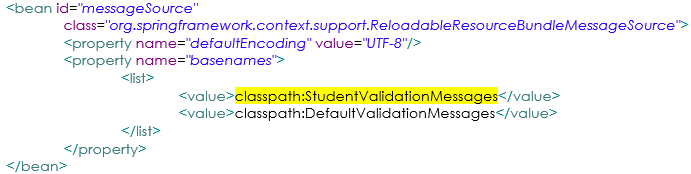 <bean id="messageSource"
class="org.springframework.context.support.ReloadableResourceBundleMessageSource">
<property name="defaultEncoding" value="UTF-8"/>
<property name="basenames">
<list>
<value>classpath:StudentValidationMessages</value>
<value>classpath:DefaultValidationMessages</value>
</list>
</property>
</bean>